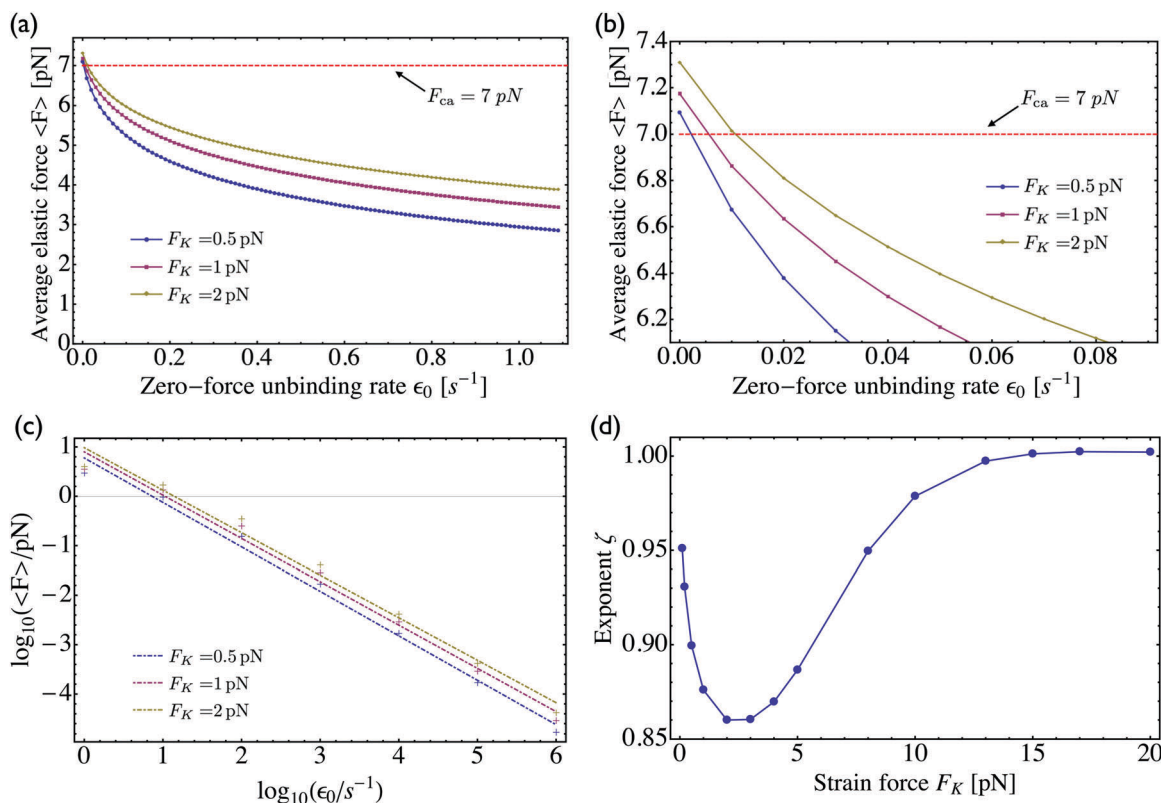 (a)
Average elastic force <F> [pN]
7
6
5
4
3
2
1
0
F_ca = 7 pN
F_K =0.5 pN
F_K =1 pN
F_K =2 pN
0.0 0.2 0.4 0.6 0.8 1.0
Zero−force unbinding rate ϵ_0 [s^−1]
(b)
Average elastic force <F> [pN]
7.4
7.2
7.0
6.8
6.6
6.4
6.2
F_ca = 7 pN
F_K =0.5 pN
F_K =1 pN
F_K =2 pN
0.00 0.02 0.04 0.06 0.08
Zero−force unbinding rate ϵ_0 [s^−1]
(c)
log_10(<F>/pN)
1
0
−1
−2
−3
−4
F_K =0.5 pN
F_K =1 pN
F_K =2 pN
0 1 2 3 4 5 6
log_10(ϵ_0/s^−1)
(d)
Exponent ζ
1.00
0.95
0.90
0.85
0 5 10 15 20
Strain force F_K [pN]